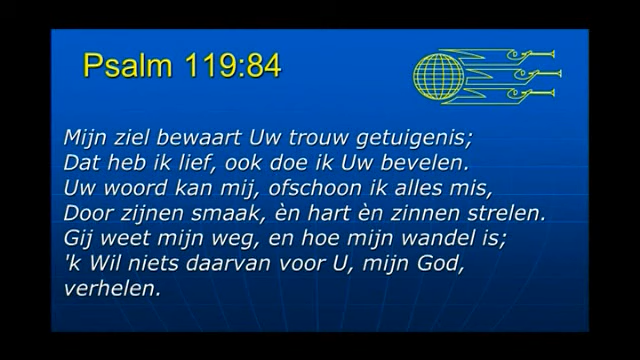 Psalm 119:84
Mijn ziel bewaart Uw trouw getuigenis;
Dat heb ik lief, ook doe ik Uw bevelen.
Uw woord kan mij, ofschoon ik alles mis,
Door zijnen smaak, èn hart èn zinnen strelen.
Gij weet mijn weg, en hoe mijn wandel is;
'k Wil niets daarvan voor U, mijn God,
verhelen.